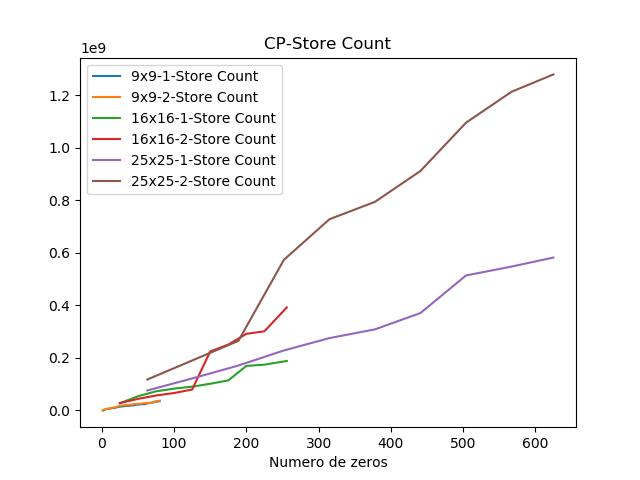 CP-Store Count
1e9
9x9-1-Store Count
9x9-2-Store Count
16x16-1-Store Count
16x16-2-Store Count
25x25-1-Store Count
25x25-2-Store Count
1.2
1.0
0.8
0.6
0.4
0.2
0.0
0 100 200 300 400 500 600
Numero de zeros